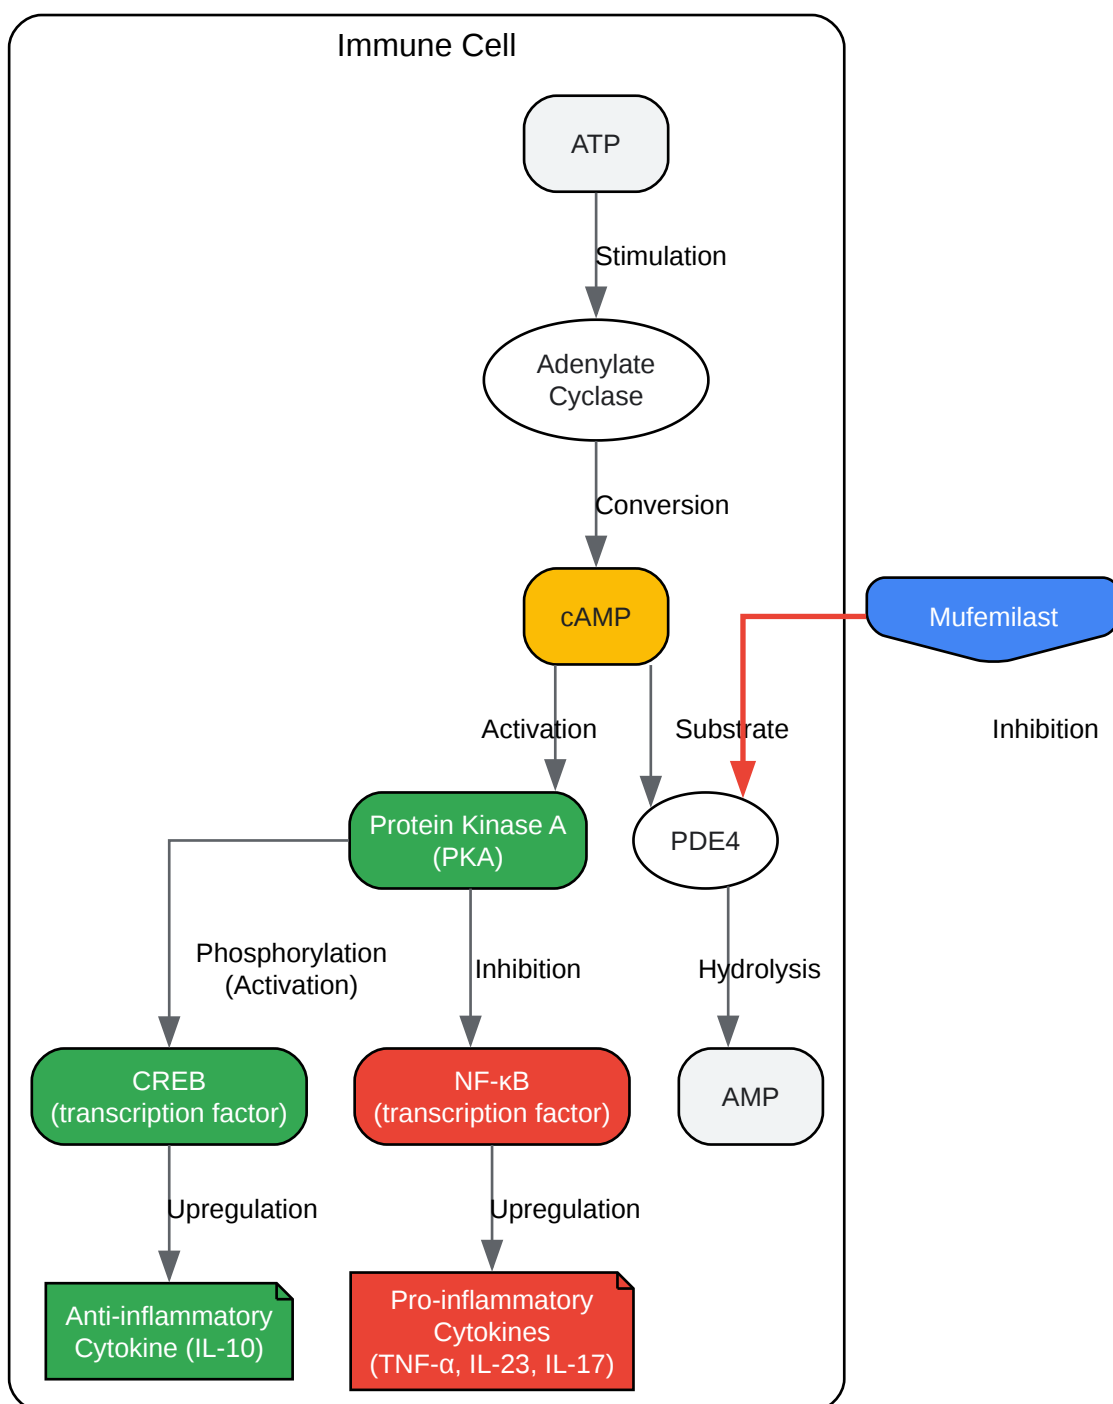 Immune Cell
ATP
Stimulation
Adenylate
Cyclase
Conversion
cAMP
Mufemilast
Activation
Substrate
Inhibition
Protein Kinase A
(PKA)
PDE4
Phosphorylation
(Activation)
Inhibition
Hydrolysis
CREB
(transcription factor)
NF-κB
(transcription factor)
AMP
Upregulation
Upregulation
Anti-inflammatory
Cytokine (IL-10)
Pro-inflammatory
Cytokines
(TNF-α, IL-23, IL-17)